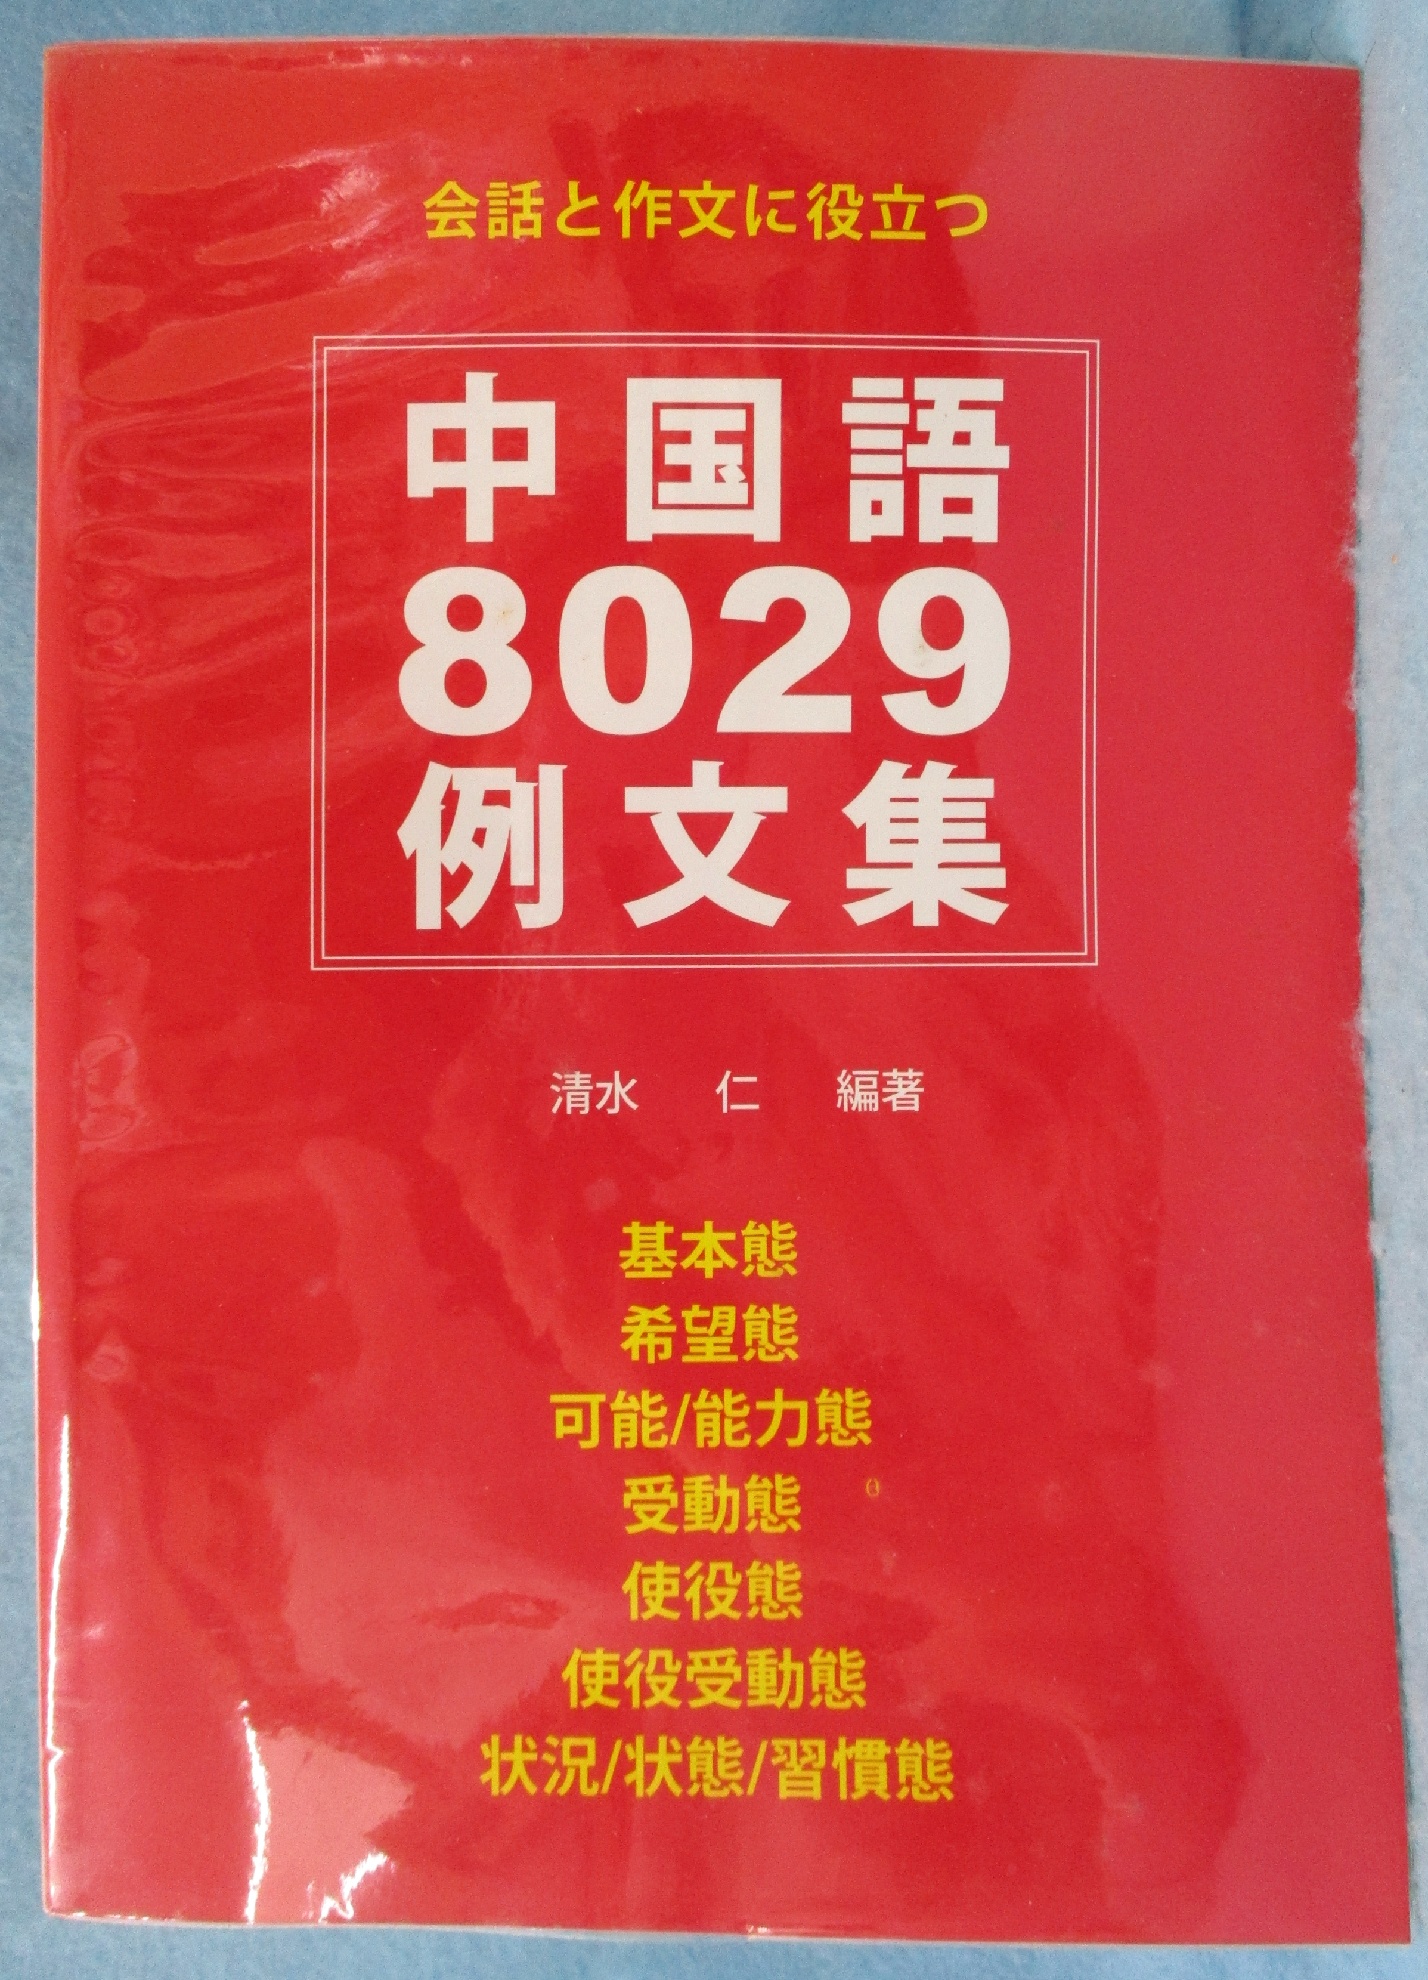 会話と作文に役立つ
中国語
8029
例文集
清水 仁 編著
基本態
希望態
可能/能力態
受動態
使役態
使役受動態
状況/状態/習慣態